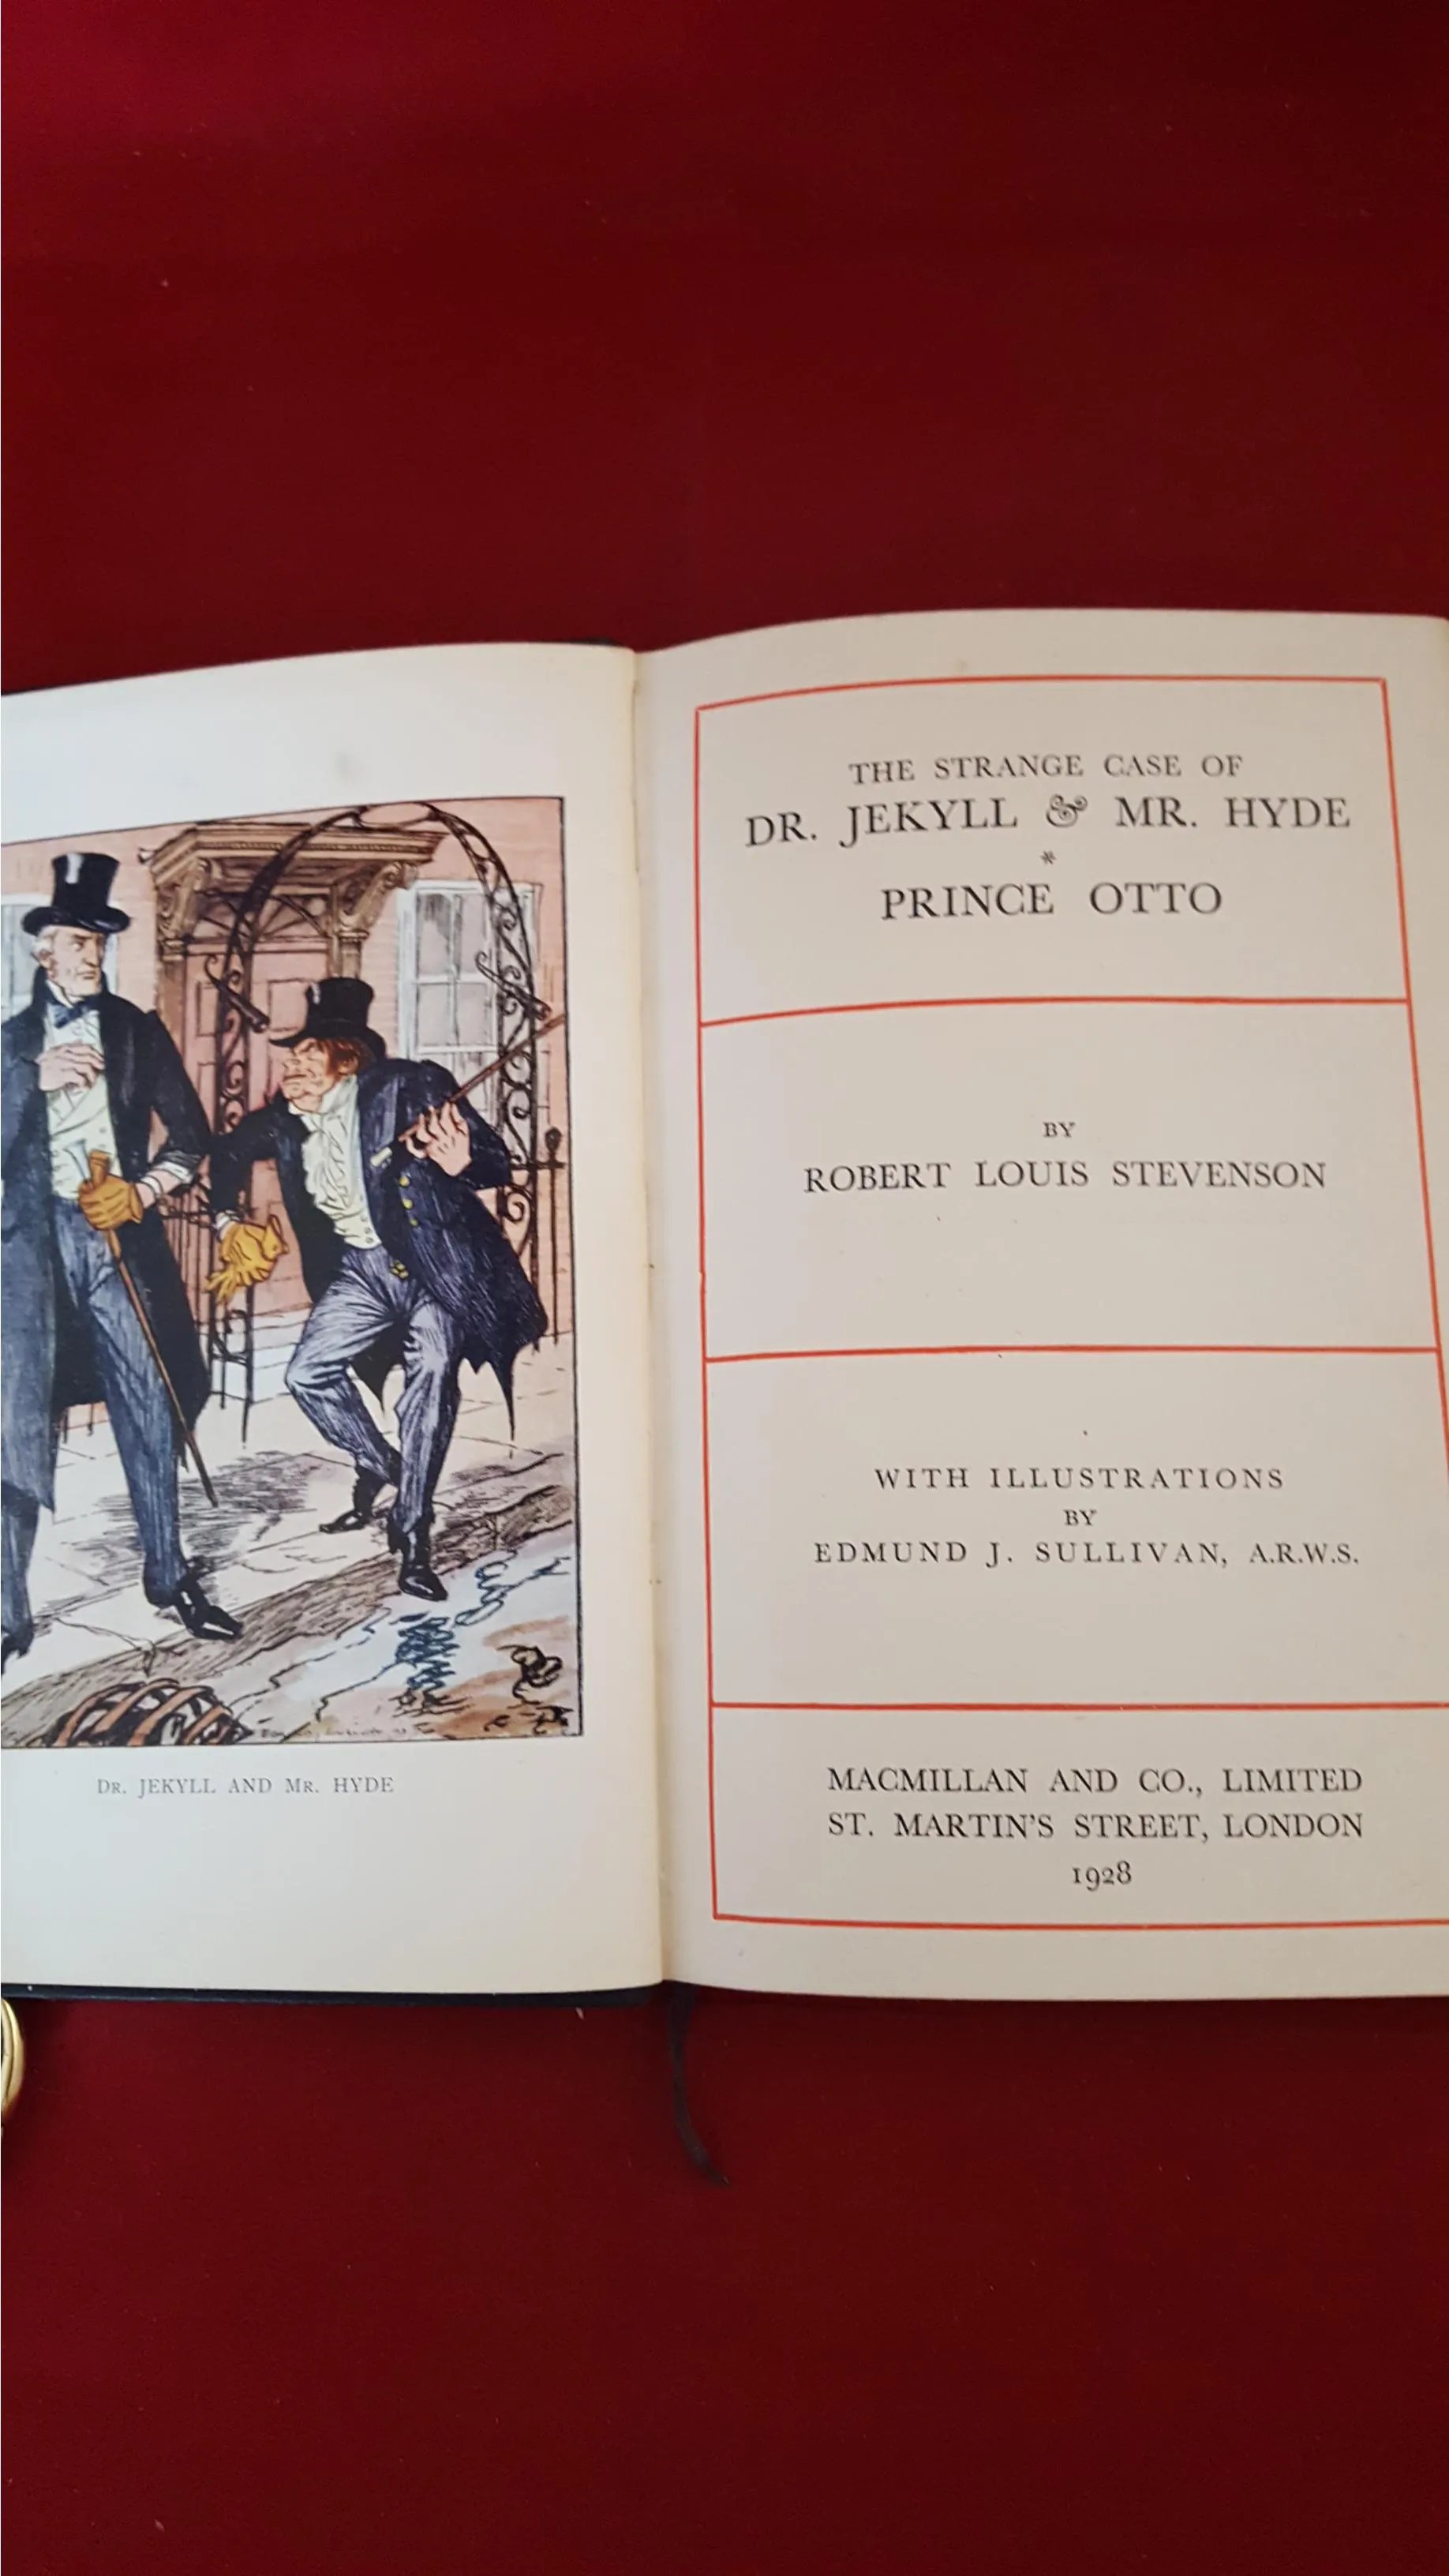 DR. JEKYLL AND MR. HYDE
THE STRANGE CASE OF
DR. JEKYLL & MR. HYDE
*
PRINCE OTTO
BY
ROBERT LOUIS STEVENSON
WITH ILLUSTRATIONS
BY
EDMUND J. SULLIVAN, A.R.W.S.
MACMILLAN AND CO., LIMITED
ST. MARTIN'S STREET, LONDON
1928